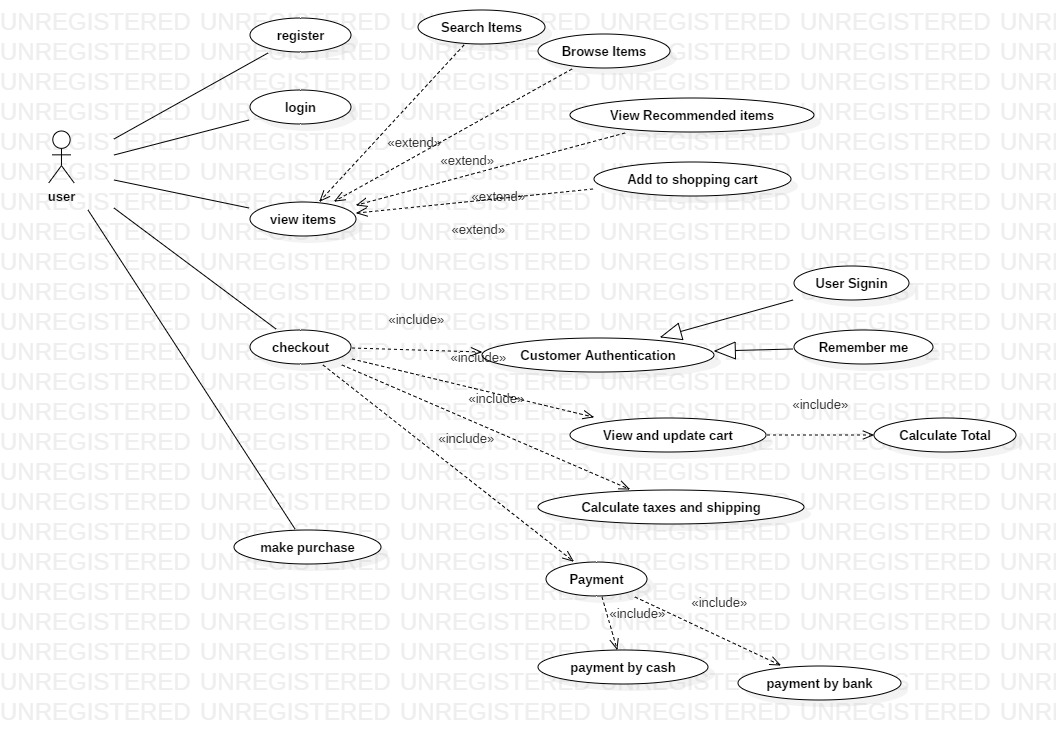 UNREGISTERED UNREGISTERED UNREGISTERED UNREGISTERED UNREGISTERED UNRE
register
Search Items
Browse Items
login
View Recommended items
«extend»
«extend»
Add to shopping cart
«extend»
user
view items
«extend»
User Signin
«include»
checkout
Customer Authentication
Remember me
«include»
«include»
«include»
View and update cart
Calculate Total
«include»
Calculate taxes and shipping
make purchase
Payment
«include»
«include»
payment by cash
payment by bank